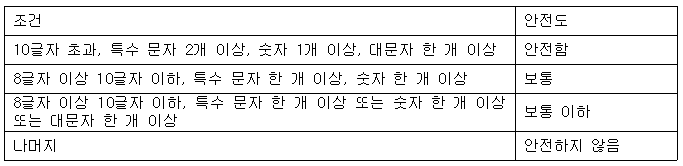 조건 안전도
10글자 초과, 특수 문자 2개 이상, 숫자 1개 이상, 대문자 한 개 이상 안전함
8글자 이상 10글자 이하, 특수 문자 한 개 이상, 숫자 한 개 이상 보통
8글자 이상 10글자 이하, 특수 문자 한 개 이상 또는 숫자 한 개 이상
또는 대문자 한 개 이상 보통 이하
나머지 안전하지 않음